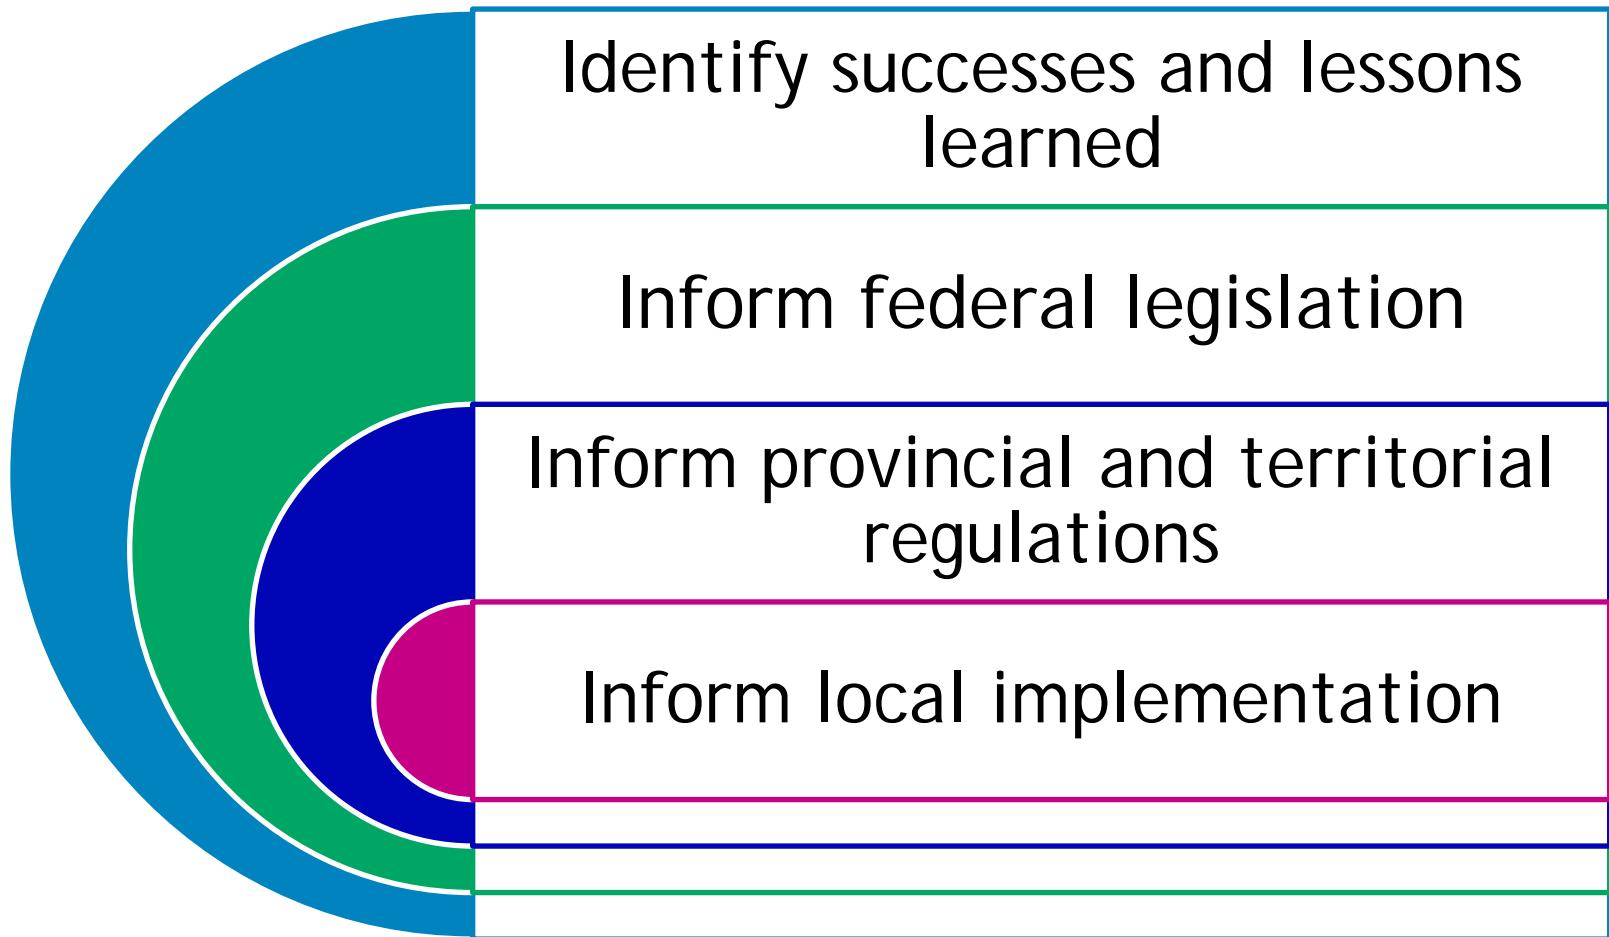 Identify successes and lessons
learned
Inform federal legislation
Inform provincial and territorial
regulations
Inform local implementation